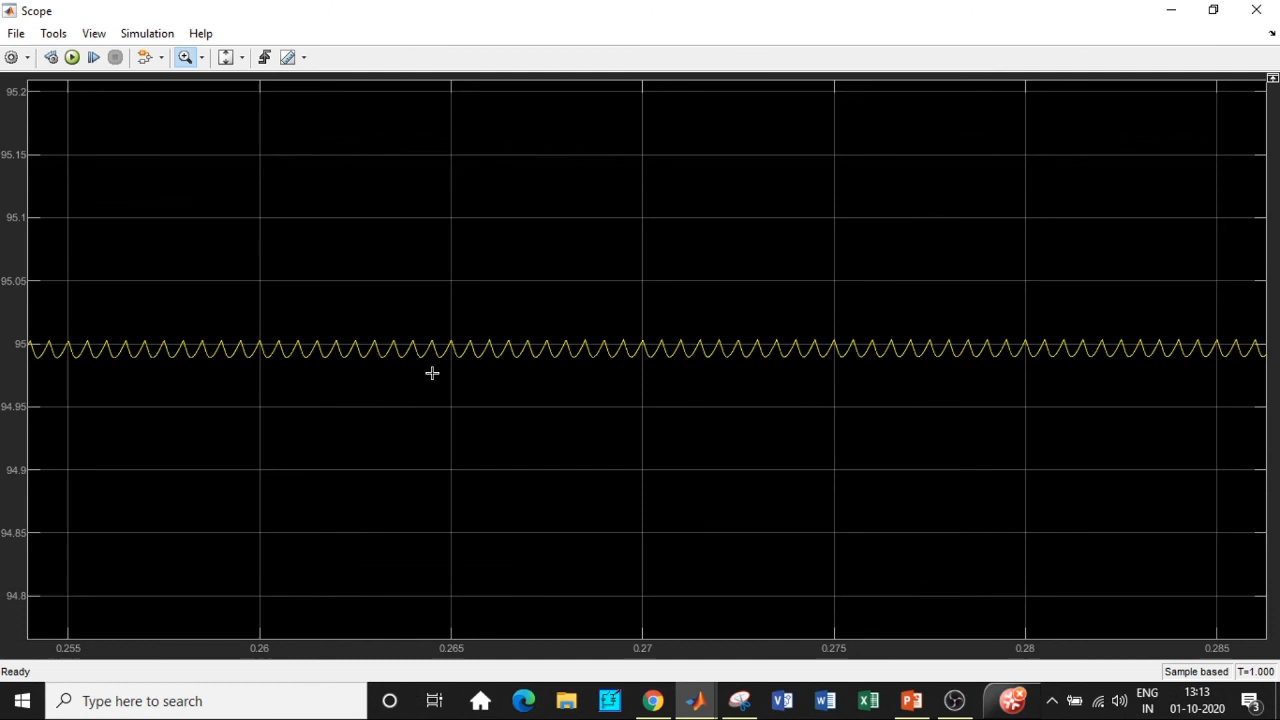 Scope
File Tools View Simulation Help
95.2
95.15
95.1
95.05
95
94.95
94.9
94.85
94.8
0.255 0.26 0.265 0.27 0.275 0.28 0.285
Ready Sample based T=1.000
Type here to search
ENG
IN
13:13
01-10-2020
3